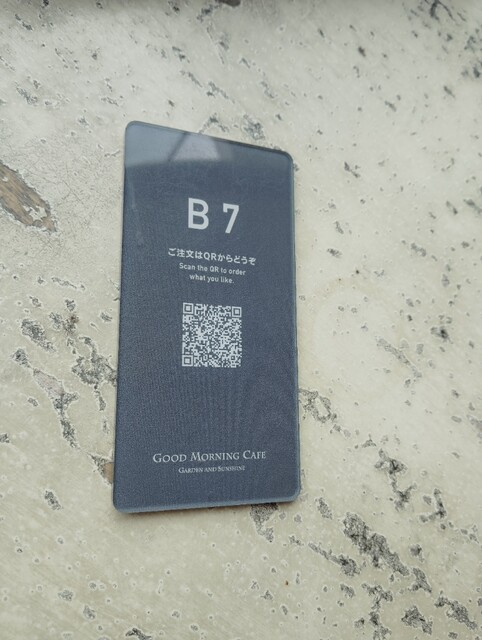 B 7
ご注文はQRからどうぞ
Scan the QR to order
what you like.
GOOD MORNING CAFE
GARDEN AND SUNSHINE